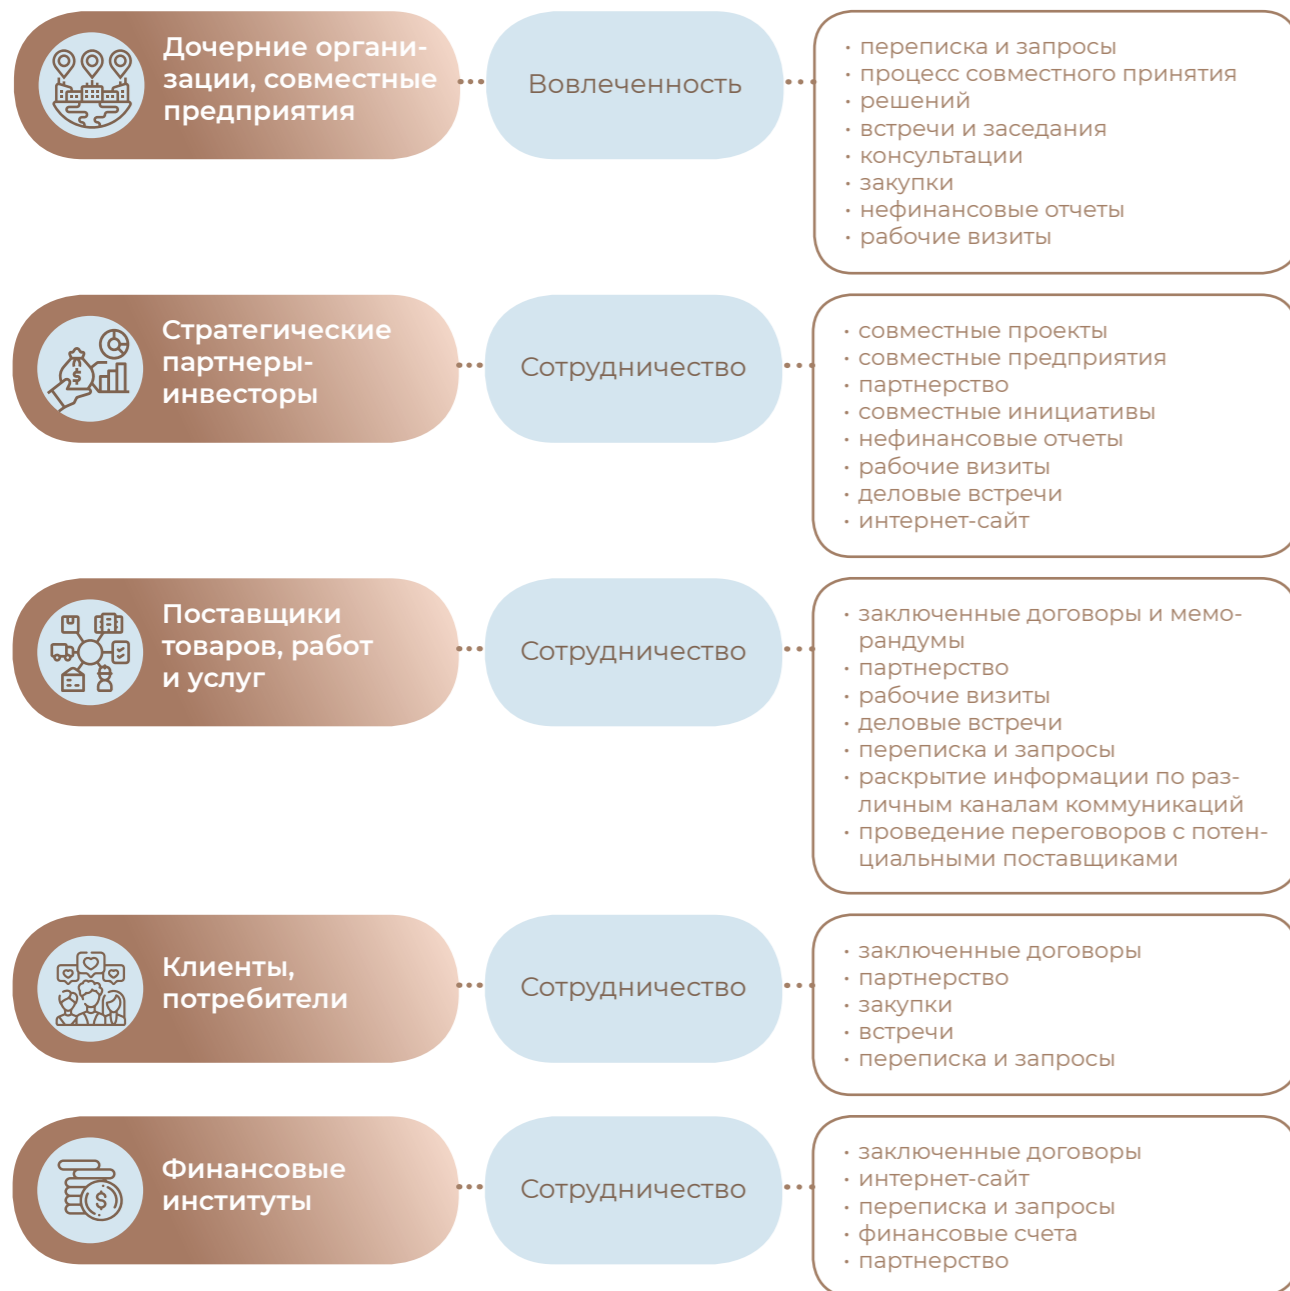 Дочерние органи-
зации, совместные
предприятия
Вовлеченность
· переписка и запросы
· процесс совместного принятия
· решений
· встречи и заседания
· консультации
· закупки
· нефинансовые отчеты
· рабочие визиты
Стратегические
партнеры-
инвесторы
Сотрудничество
· совместные проекты
· совместные предприятия
· партнерство
· совместные инициативы
· нефинансовые отчеты
· рабочие визиты
· деловые встречи
· интернет-сайт
Поставщики
товаров, работ
и услуг
Сотрудничество
· заключенные договоры и мемо-
рандумы
· партнерство
· рабочие визиты
· деловые встречи
· переписка и запросы
· раскрытие информации по раз-
личным каналам коммуникаций
· проведение переговоров с потен-
циальными поставщиками
Клиенты,
потребители
Сотрудничество
· заключенные договоры
· партнерство
· закупки
· встречи
· переписка и запросы
Финансовые
институты
Сотрудничество
· заключенные договоры
· интернет-сайт
· переписка и запросы
· финансовые счета
· партнерство